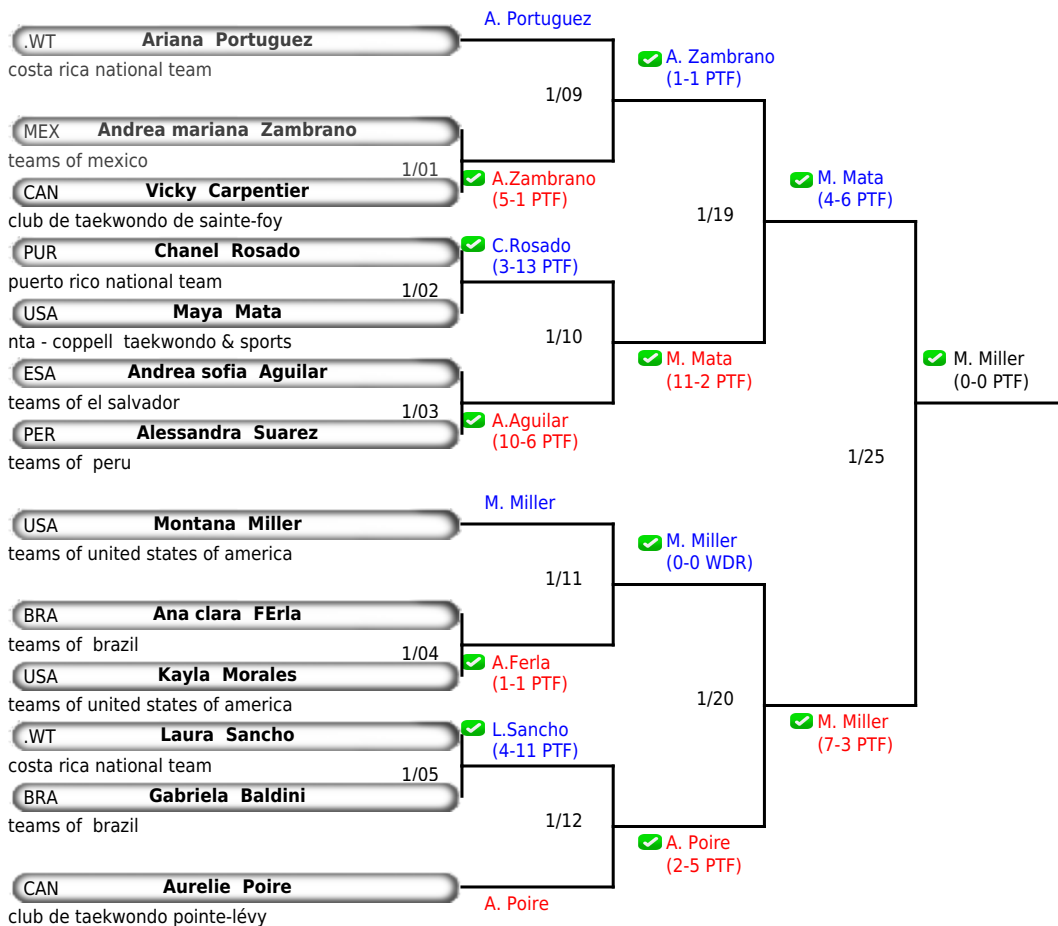 A. Portuguez
.WT Ariana Portuguez
costa rica national team
A. Zambrano
(1-1 PTF)
1/09
MEX Andrea mariana Zambrano
teams of mexico
1/01
A.Zambrano
(5-1 PTF)
CAN Vicky Carpentier
club de taekwondo de sainte-foy
M. Mata
(4-6 PTF)
1/19
PUR Chanel Rosado
puerto rico national team
C.Rosado
(3-13 PTF)
1/02
USA Maya Mata
nta - coppell taekwondo & sports
1/10
ESA Andrea sofia Aguilar
teams of el salvador
M. Mata
(11-2 PTF)
M. Miller
(0-0 PTF)
1/03
A.Aguilar
(10-6 PTF)
PER Alessandra Suarez
teams of peru
1/25
M. Miller
USA Montana Miller
teams of united states of america
M. Miller
(0-0 WDR)
1/11
BRA Ana clara FErla
teams of brazil
1/04
A.Ferla
(1-1 PTF)
USA Kayla Morales
teams of united states of america
1/20
L.Sancho
(4-11 PTF)
.WT Laura Sancho
costa rica national team
M. Miller
(7-3 PTF)
1/05
BRA Gabriela Baldini
teams of brazil
1/12
A. Poire
(2-5 PTF)
CAN Aurelie Poire
club de taekwondo pointe-lévy
A. Poire